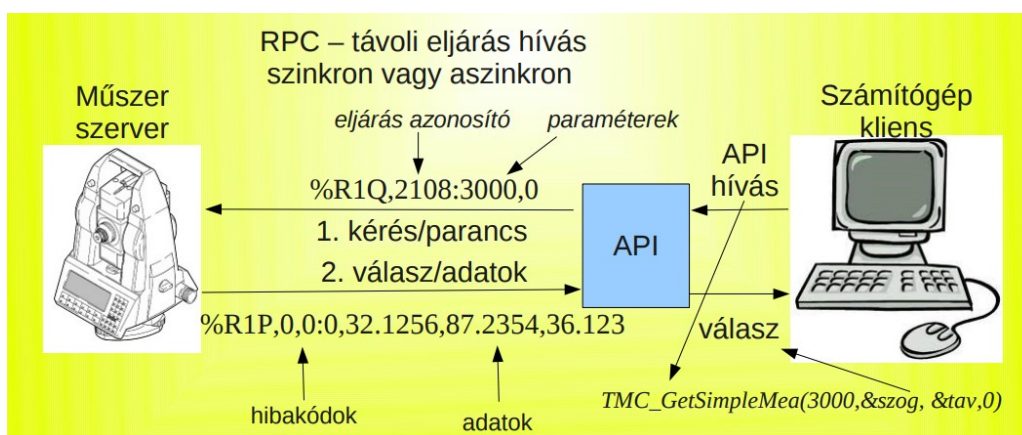 RPC – távoli eljárás hívás
szinkron vagy aszinkron
Műszer
szerver
Számítógép
kliens
eljárás azonosító
paraméterek
API
hívás
%R1Q,2108:3000,0
1. kérés/parancs
API
2. válasz/adatok
%R1P,0,0:0,32.1256,87.2354,36.123
válasz
TMC_GetSimpleMea(3000,&szog, &tav,0)
hibakódok
adatok